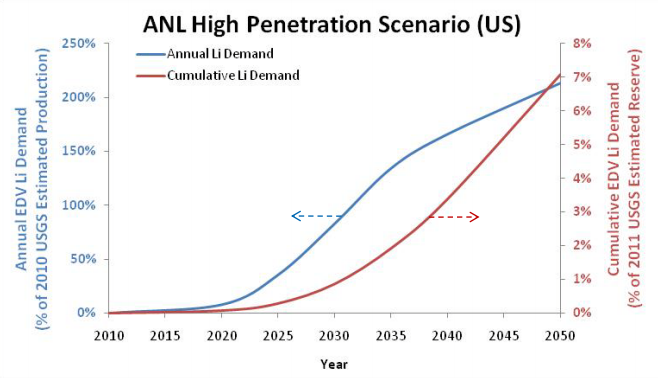 ANL High Penetration Scenario (US)
Annual Li Demand
Cumulative Li Demand
Annual EDV Li Demand
(% of 2010 USGS Estimated Production)
250%
200%
150%
100%
50%
0%
8%
7%
6%
5%
4%
3%
2%
1%
0%
Cumulative EDV Li Demand
(% of 2011 USGS Estimated Reserve)
2010 2015 2020 2025 2030 2035 2040 2045 2050
Year